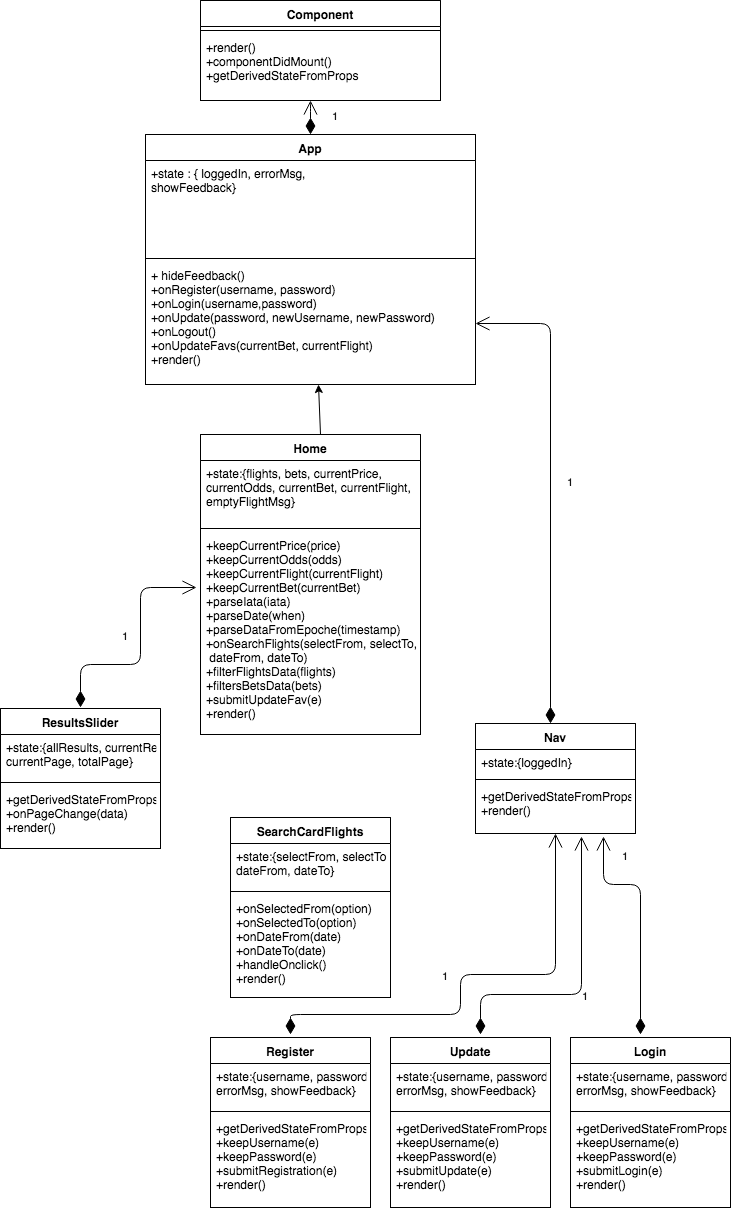 Component
+render()
+componentDidMount()
+getDerivedStateFromProps
1
App
+state : { loggedIn, errorMsg,
showFeedback}
+ hideFeedback()
+onRegister(username, password)
+onLogin(username,password)
+onUpdate(password, newUsername, newPassword)
+onLogout()
+onUpdateFavs(currentBet, currentFlight)
+render()
1
Home
+state:{flights, bets, currentPrice,
currentOdds, currentBet, currentFlight,
emptyFlightMsg}
+keepCurrentPrice(price)
+keepCurrentOdds(odds)
+keepCurrentFlight(currentFlight)
+keepCurrentBet(currentBet)
+parseIata(iata)
+parseDate(when)
+parseDataFromEpoche(timestamp)
+onSearchFlights(selectFrom, selectTo,
dateFrom, dateTo)
+filterFlightsData(flights)
+filtersBetsData(bets)
+submitUpdateFav(e)
+render()
1
ResultsSlider
+state:{allResults, currentRe
currentPage, totalPage}
+getDerivedStateFromProps
+onPageChange(data)
+render()
Nav
+state:{loggedIn}
+getDerivedStateFromProps
+render()
SearchCardFlights
+state:{selectFrom, selectTo
dateFrom, dateTo}
+onSelectedFrom(option)
+onSelectedTo(option)
+onDateFrom(date)
+onDateTo(date)
+handleOnclick()
+render()
1
1
1
Register
+state:{username, password
errorMsg, showFeedback}
+getDerivedStateFromProps
+keepUsername(e)
+keepPassword(e)
+submitRegistration(e)
+render()
Update
+state:{username, password
errorMsg, showFeedback}
+getDerivedStateFromProps
+keepUsername(e)
+keepPassword(e)
+submitUpdate(e)
+render()
Login
+state:{username, password
errorMsg, showFeedback}
+getDerivedStateFromProps
+keepUsername(e)
+keepPassword(e)
+submitLogin(e)
+render()